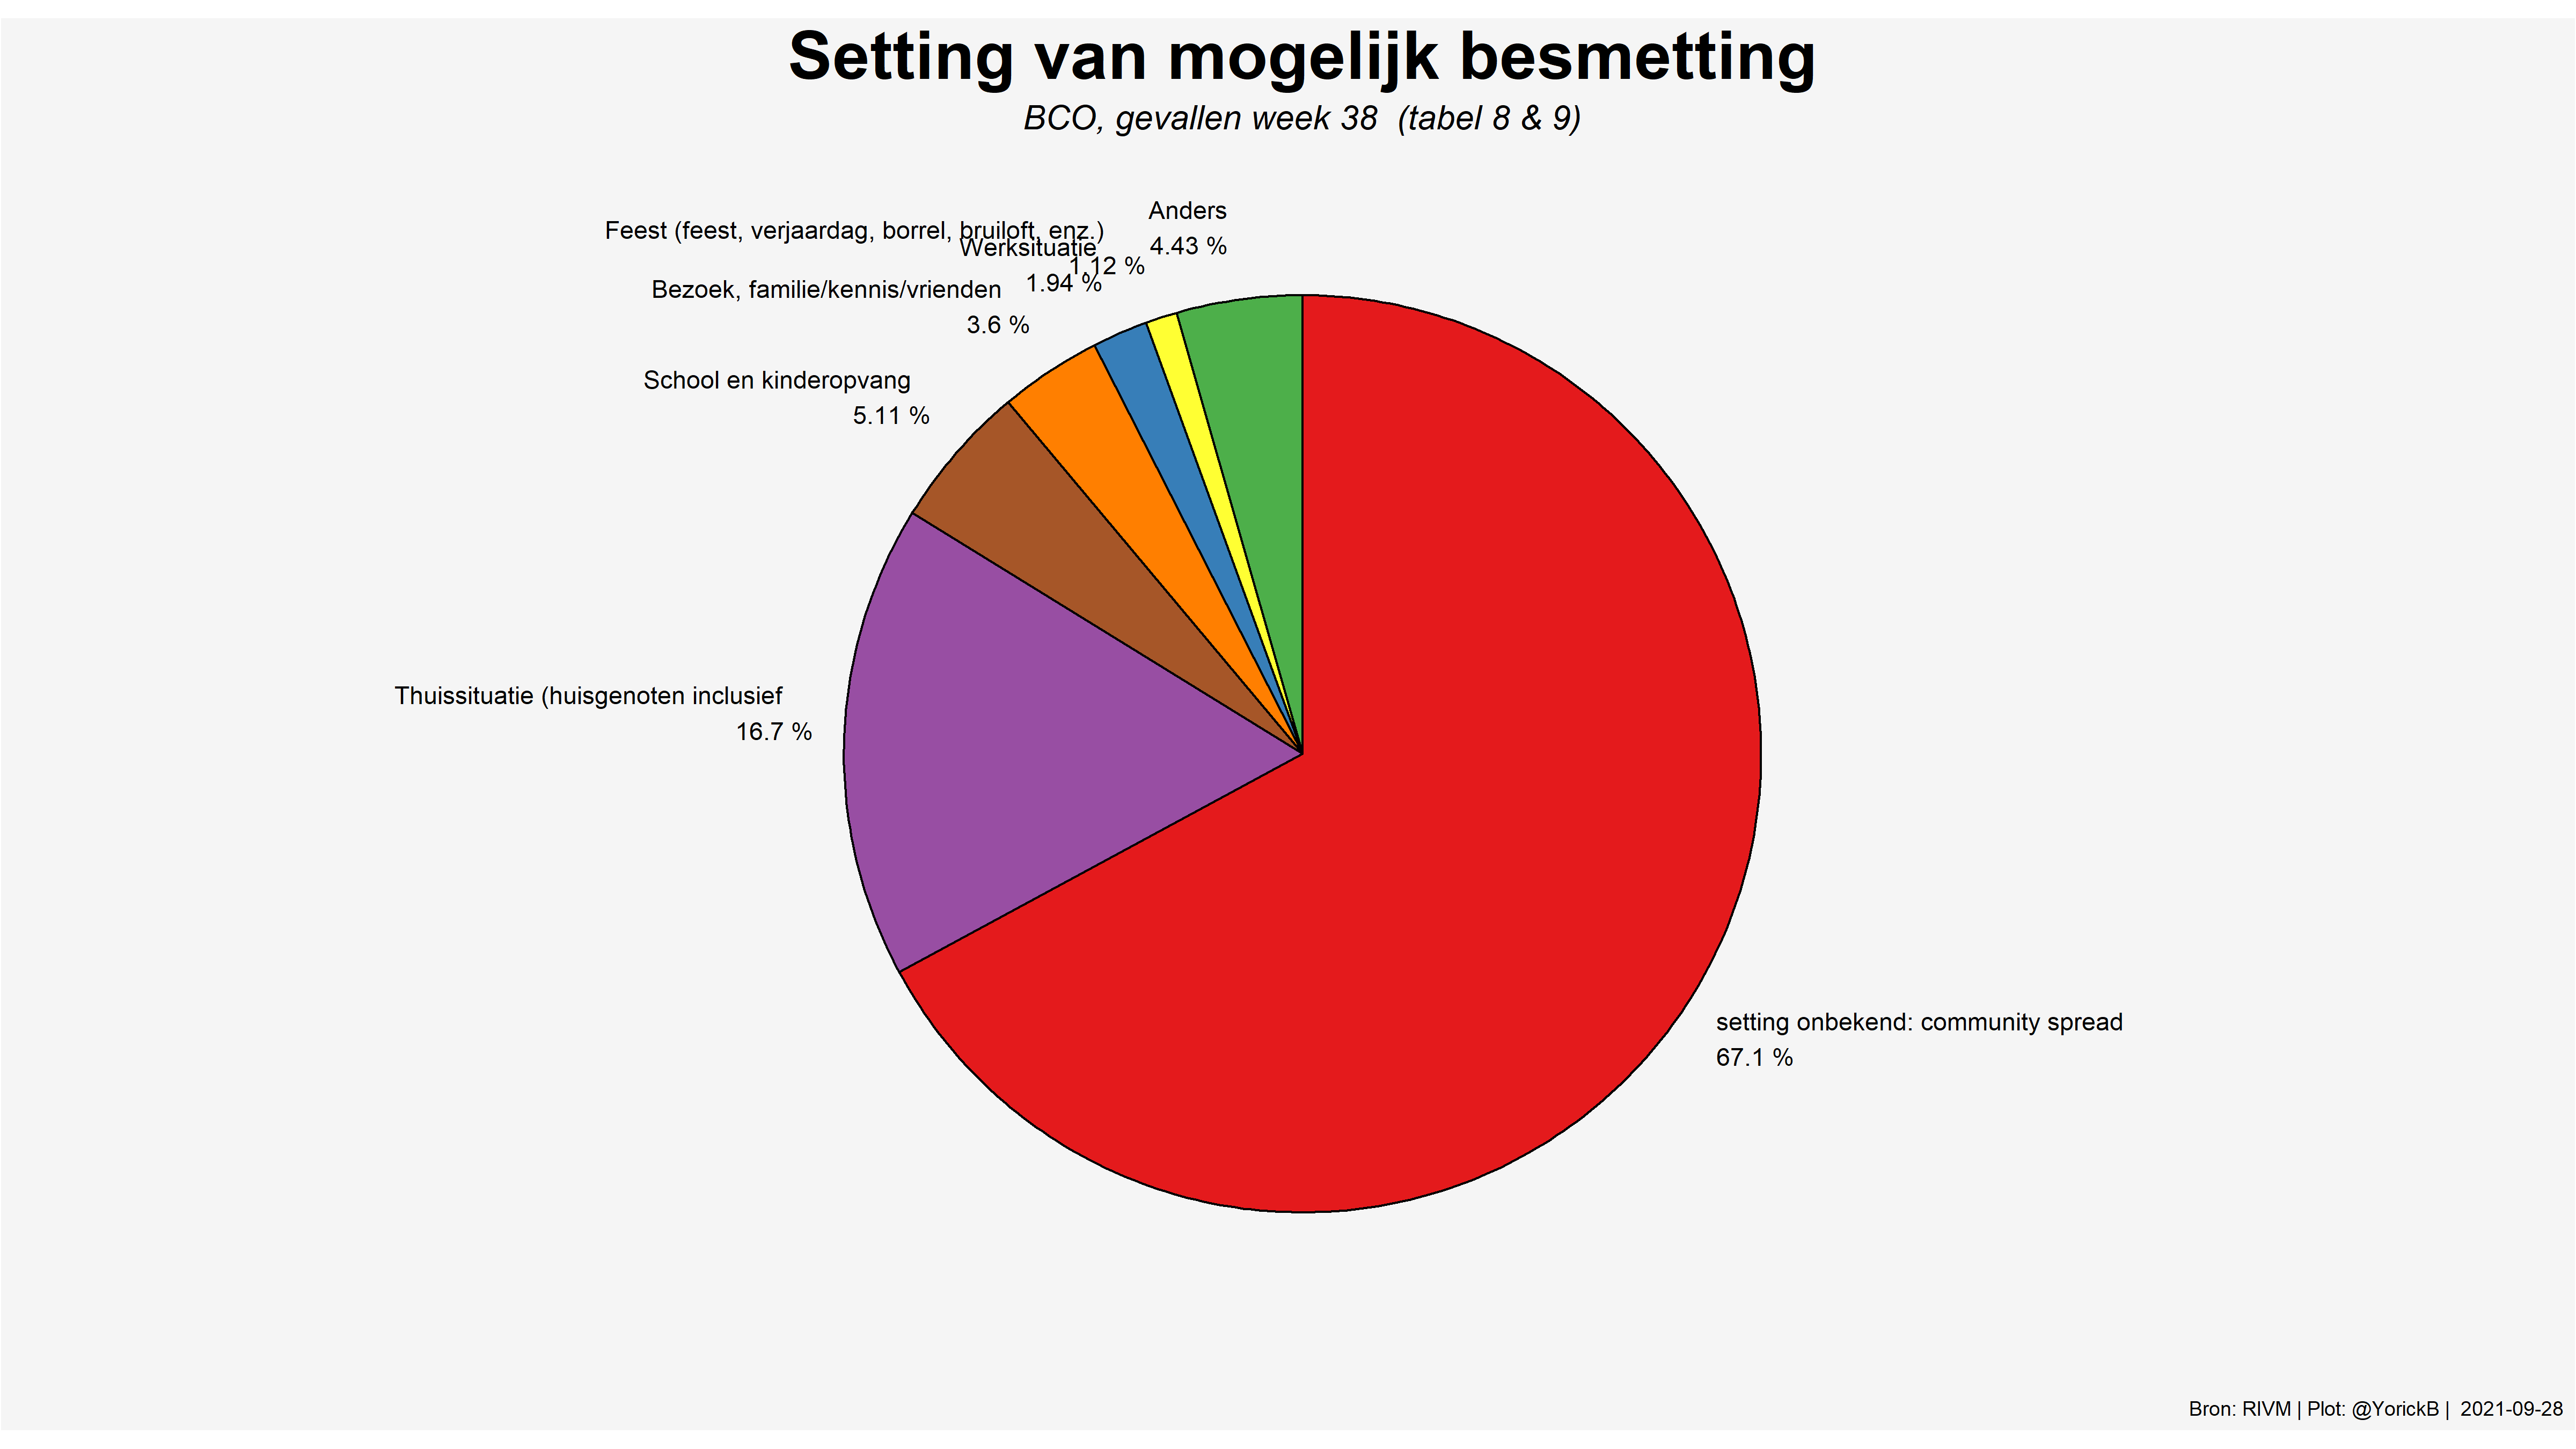 Setting van mogelijk besmetting
BCO, gevallen week 38 (tabel 8 & 9)
Anders
4.43 %
Feest (feest, verjaardag, borrel, bruiloft, enz.)
1.12 %
Werksituatie
1.94 %
Bezoek, familie/kennis/vrienden
3.6 %
School en kinderopvang
5.11 %
Thuissituatie (huisgenoten inclusief
16.7 %
setting onbekend: community spread
67.1 %
Bron: RIVM | Plot: @YorickB | 2021-09-28